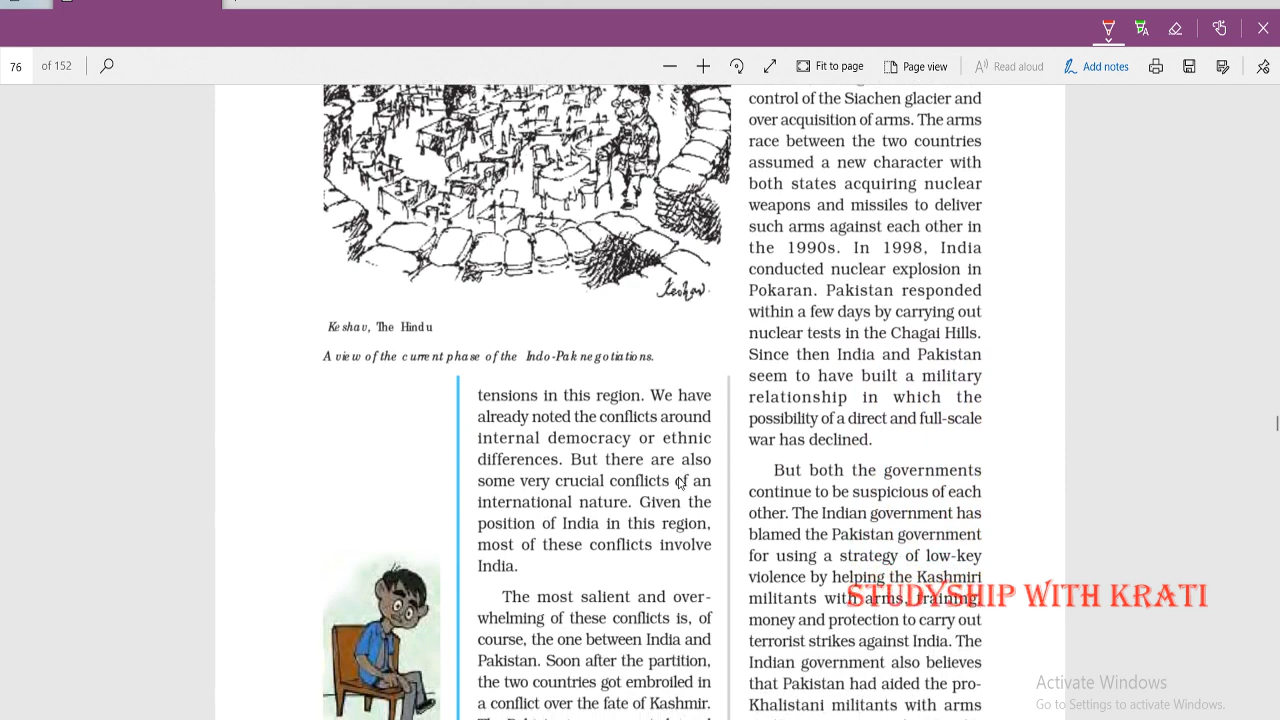 76 of 152
Fit to page
Page view
Read aloud
Add notes
Keshav.
Keshav, The Hindu
A view of the current phase of the Indo-Pak negotiations.
tensions in this region. We have
already noted the conflicts around
internal democracy or ethnic
differences. But there are also
some very crucial conflicts of an
international nature. Given the
position of India in this region,
most of these conflicts involve
India.
The most salient and over-
whelming of these conflicts is, of
course, the one between India and
Pakistan. Soon after the partition,
the two countries got embroiled in
a conflict over the fate of Kashmir.
control of the Siachen glacier and
over acquisition of arms. The arms
race between the two countries
assumed a new character with
both states acquiring nuclear
weapons and missiles to deliver
such arms against each other in
the 1990s. In 1998, India
conducted nuclear explosion in
Pokaran. Pakistan responded
within a few days by carrying out
nuclear tests in the Chagai Hills.
Since then India and Pakistan
seem to have built a military
relationship in which the
possibility of a direct and full-scale
war has declined.
But both the governments
continue to be suspicious of each
other. The Indian government has
blamed the Pakistan government
for using a strategy of low-key
violence by helping the Kashmiri
militants with arms, training,
money and protection to carry out
terrorist strikes against India. The
Indian government also believes
that Pakistan had aided the pro-
Khalistani militants with arms
STUDYSHIP WITH KRATI
Activate Windows
Go to Settings to activate Windows.